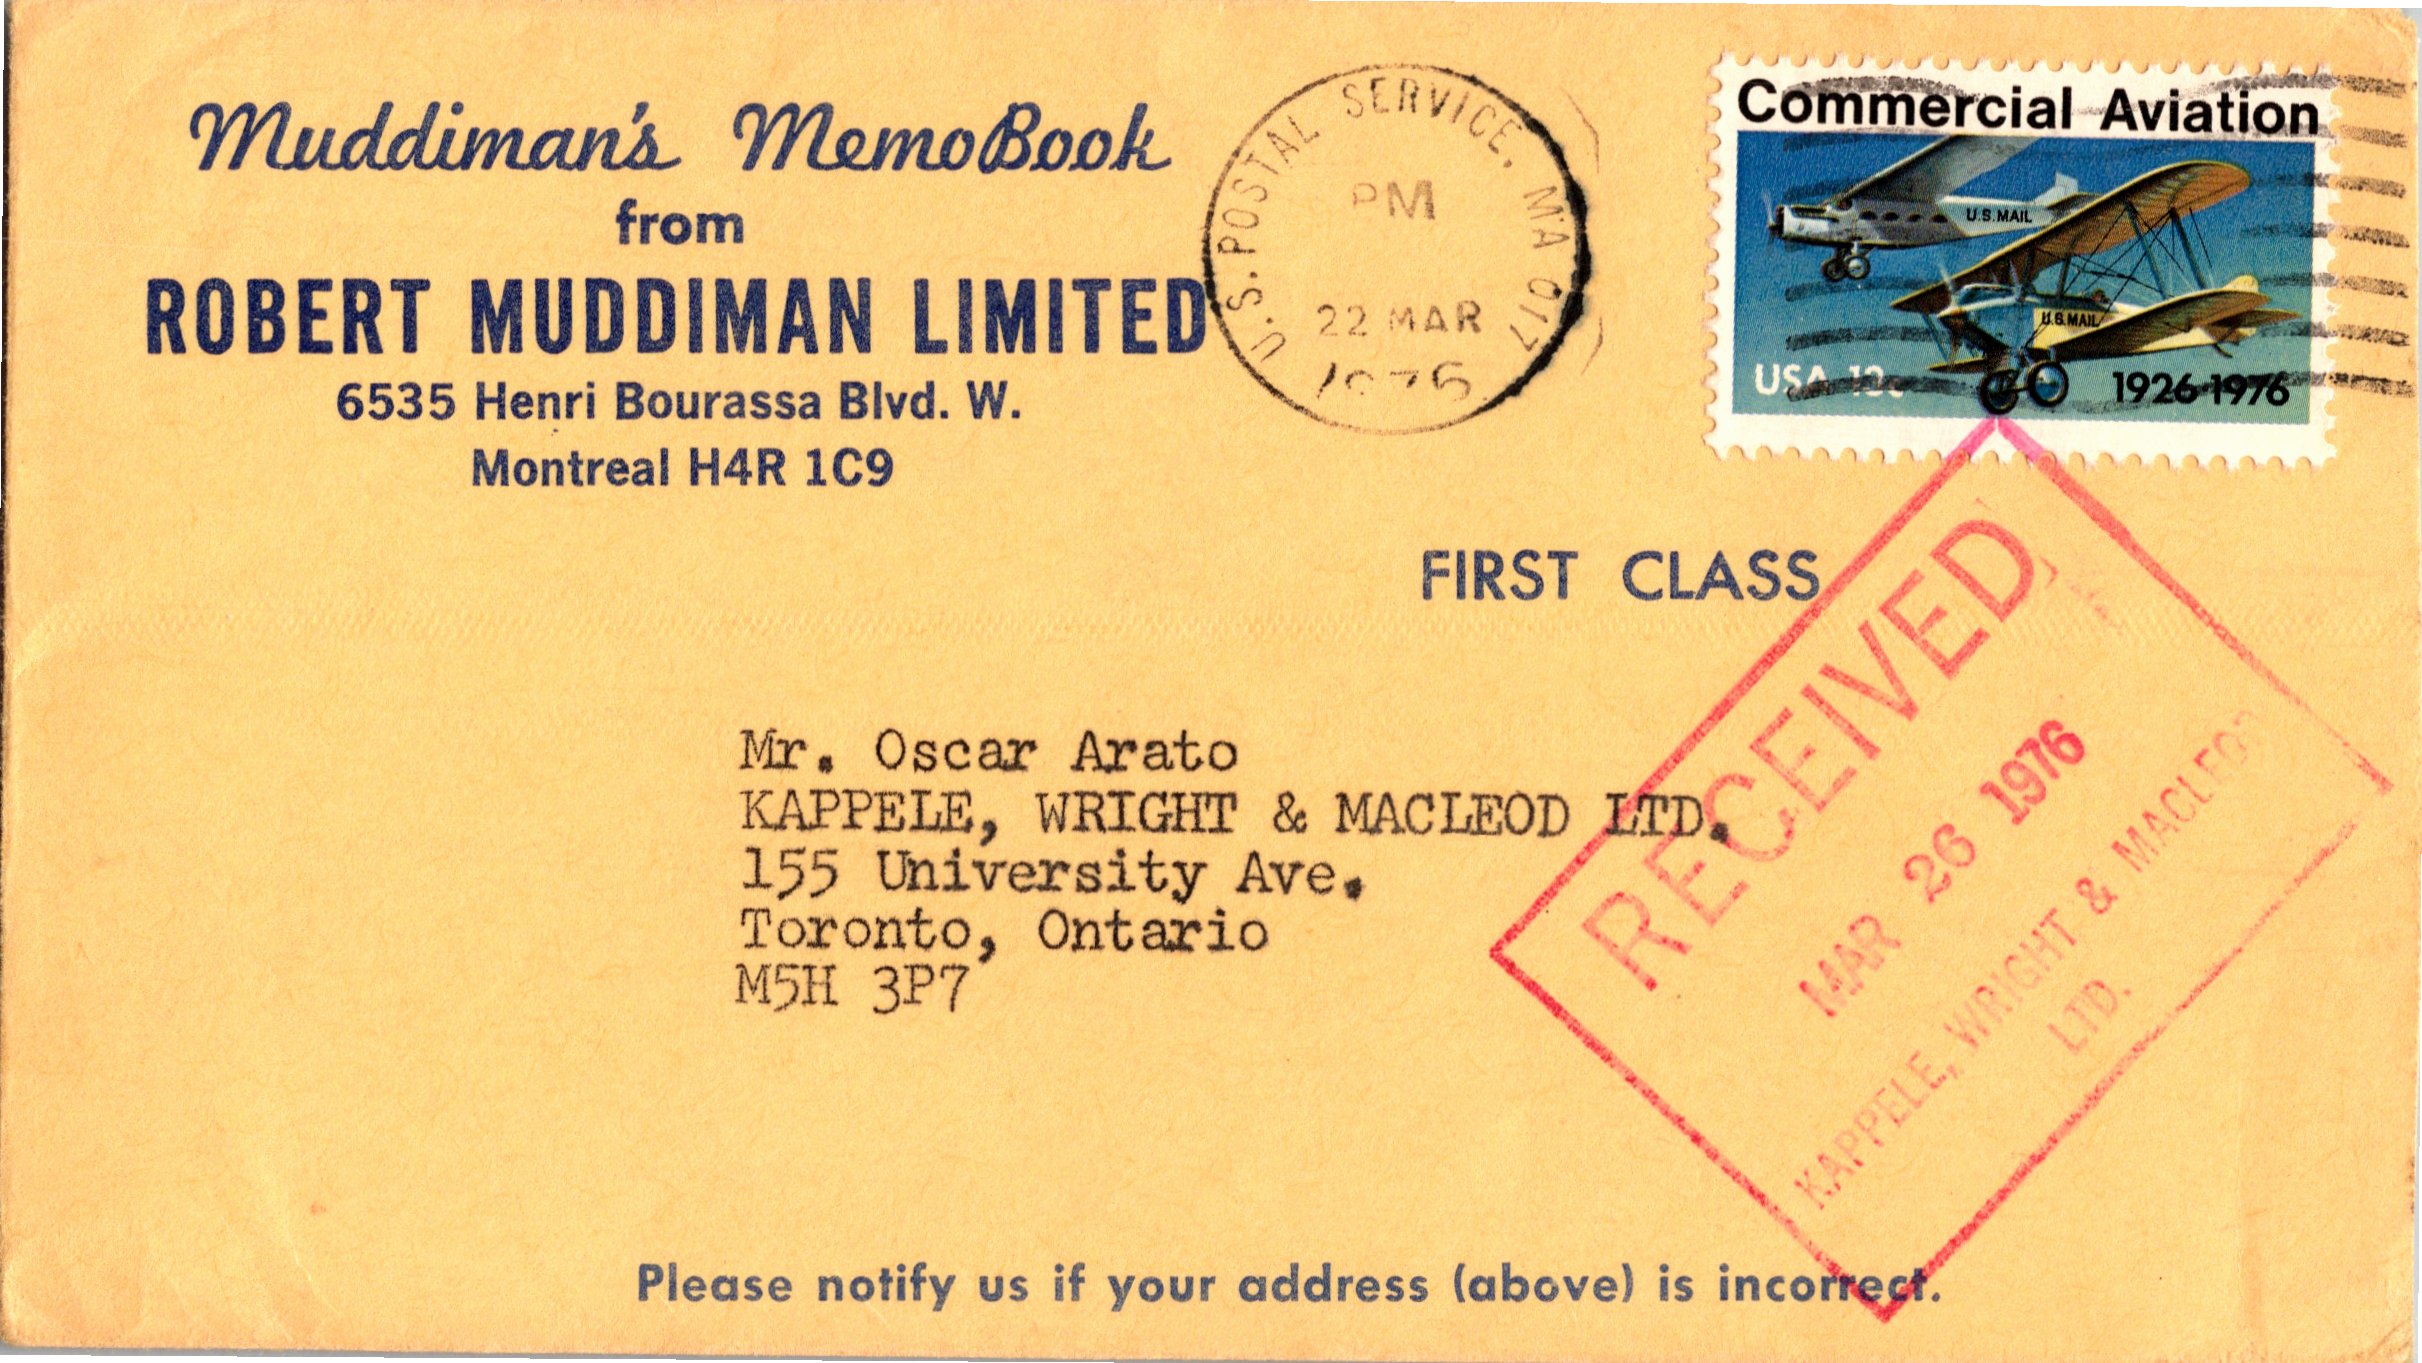 Muddiman's MemoBook
from
ROBERT MUDDIMAN LIMITED
6535 Henri Bourassa Blvd. W.
Montreal H4R 1C9
U.S. POSTAL SERVICE, MA 017
PM
22 MAR
1976
Commercial Aviation
U.S. MAIL
U.S. MAIL
USA 13c
1926-1976
FIRST CLASS
Mr. Oscar Arato
KAPPELE, WRIGHT & MACLEOD LTD.
155 University Ave.
Toronto, Ontario
M5H 3P7
RECEIVED
MAR 26 1976
KAPPELE, WRIGHT & MACLEOD
LTD.
Please notify us if your address (above) is incorrect.